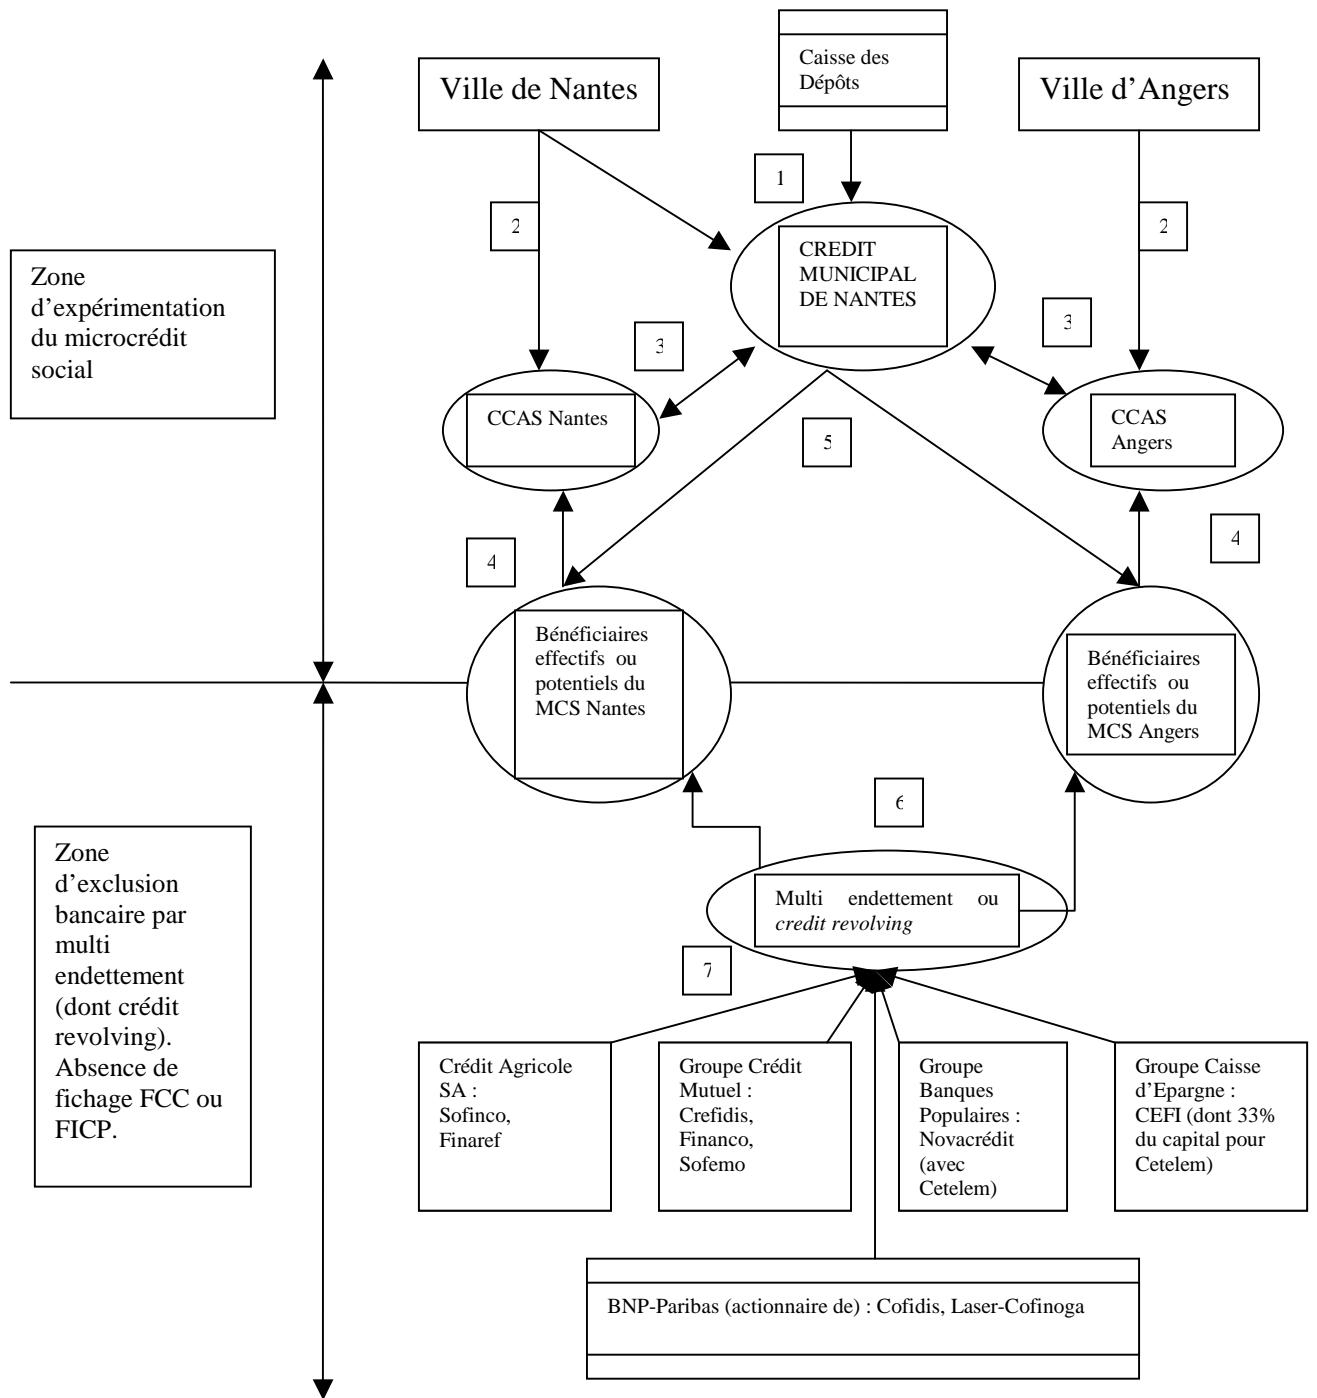 Caisse des
Dépôts
Ville de Nantes
Ville d’Angers
1
2
2
CREDIT
MUNICIPAL
DE NANTES
Zone
d’expérimentation
du microcrédit
social
3
3
CCAS Nantes
CCAS
Angers
5
4
4
Bénéficiaires
effectifs ou
potentiels du
MCS Nantes
Bénéficiaires
effectifs ou
potentiels du
MCS Angers
6
Zone
d’exclusion
bancaire par
multi
endettement
(dont crédit
revolving).
Absence de
fichage FCC ou
FICP.
Multi endettement ou
credit revolving
7
Crédit Agricole
SA :
Sofinco,
Finaref
Groupe Crédit
Mutuel :
Crefidis,
Financo,
Sofemo
Groupe
Banques
Populaires :
Novacrédit
(avec
Cetelem)
Groupe Caisse
d’Epargne :
CEFI (dont 33%
du capital pour
Cetelem)
BNP-Paribas (actionnaire de) : Cofidis, Laser-Cofinoga